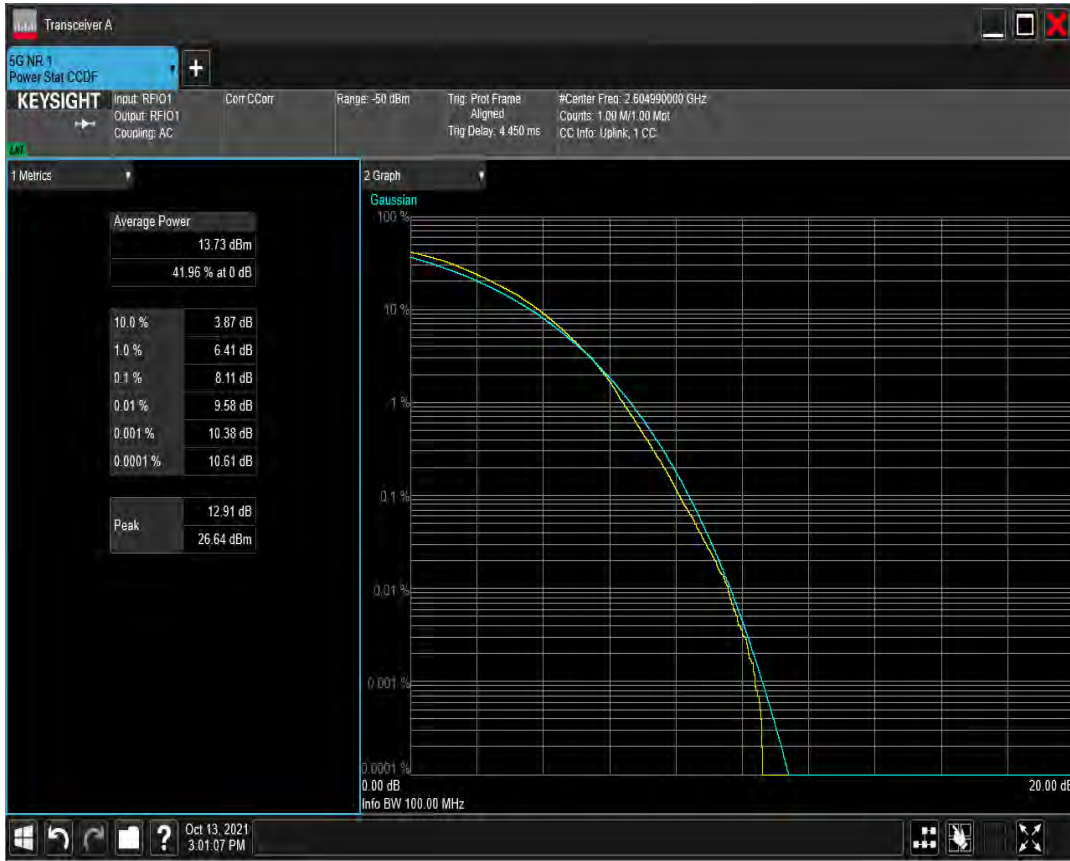 Transceiver A
5G NR 1
Power Stat CCDF
+
KEYSIGHT
Input: RFIO1
Output: RFIO1
Coupling: AC
Corr CCorr
Range: -50 dBm
Trig: Prot Frame
Aligned
Trig Delay: 4.450 ms
#Center Freq: 2.604990000 GHz
Counts: 1.00 M/1.00 Mpt
CC Info: Uplink, 1 CC
1 Metrics
Average Power
13.73 dBm
41.96 % at 0 dB
10.0 % 3.87 dB
1.0 % 6.41 dB
0.1 % 8.11 dB
0.01 % 9.58 dB
0.001 % 10.38 dB
0.0001 % 10.61 dB
Peak 12.91 dB
26.64 dBm
2 Graph
Gaussian
100 %
10 %
1 %
0.1 %
0.01 %
0.001 %
0.0001 %
0.00 dB 20.00 dB
Info BW 100.00 MHz
? Oct 13, 2021
3:01:07 PM